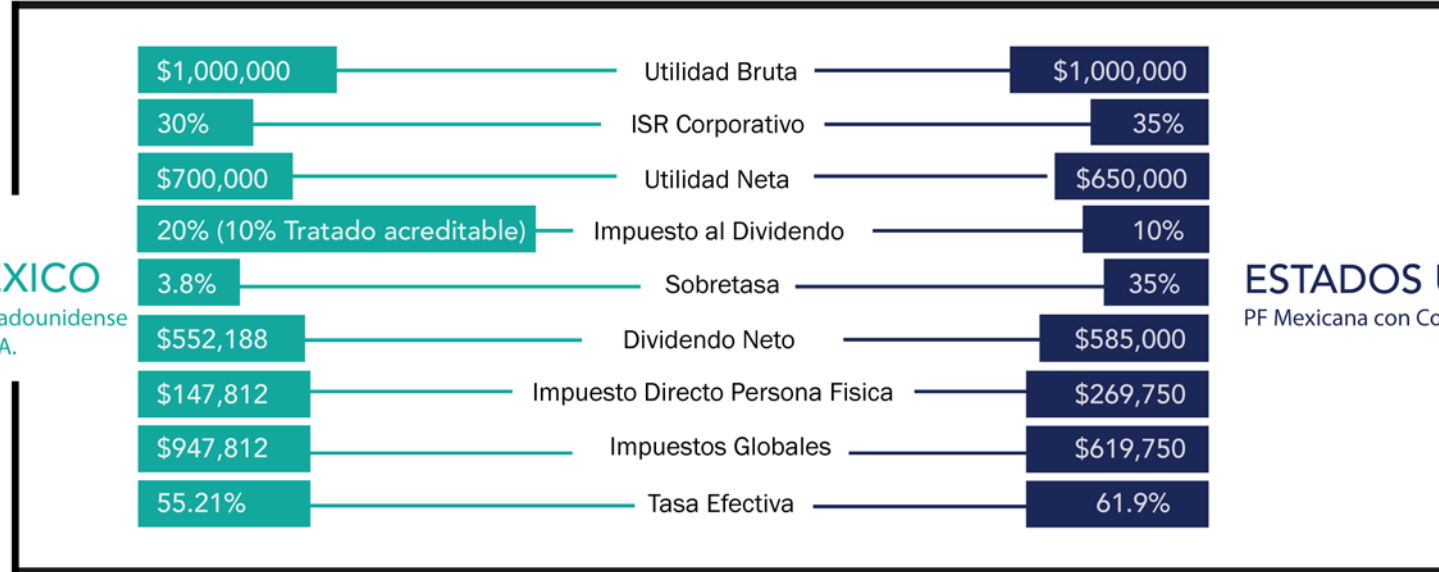 $1,000,000 Utilidad Bruta $1,000,000
30% ISR Corporativo 35%
$700,000 Utilidad Neta $650,000
20% (10% Tratado acreditable) Impuesto al Dividendo 10%
3.8% Sobretasa 35%
$552,188 Dividendo Neto $585,000
$147,812 Impuesto Directo Persona Fisica $269,750
$947,812 Impuestos Globales $619,750
55.21% Tasa Efectiva 61.9%
EXICO
adounidense
A.
ESTADOS U
PF Mexicana con Co